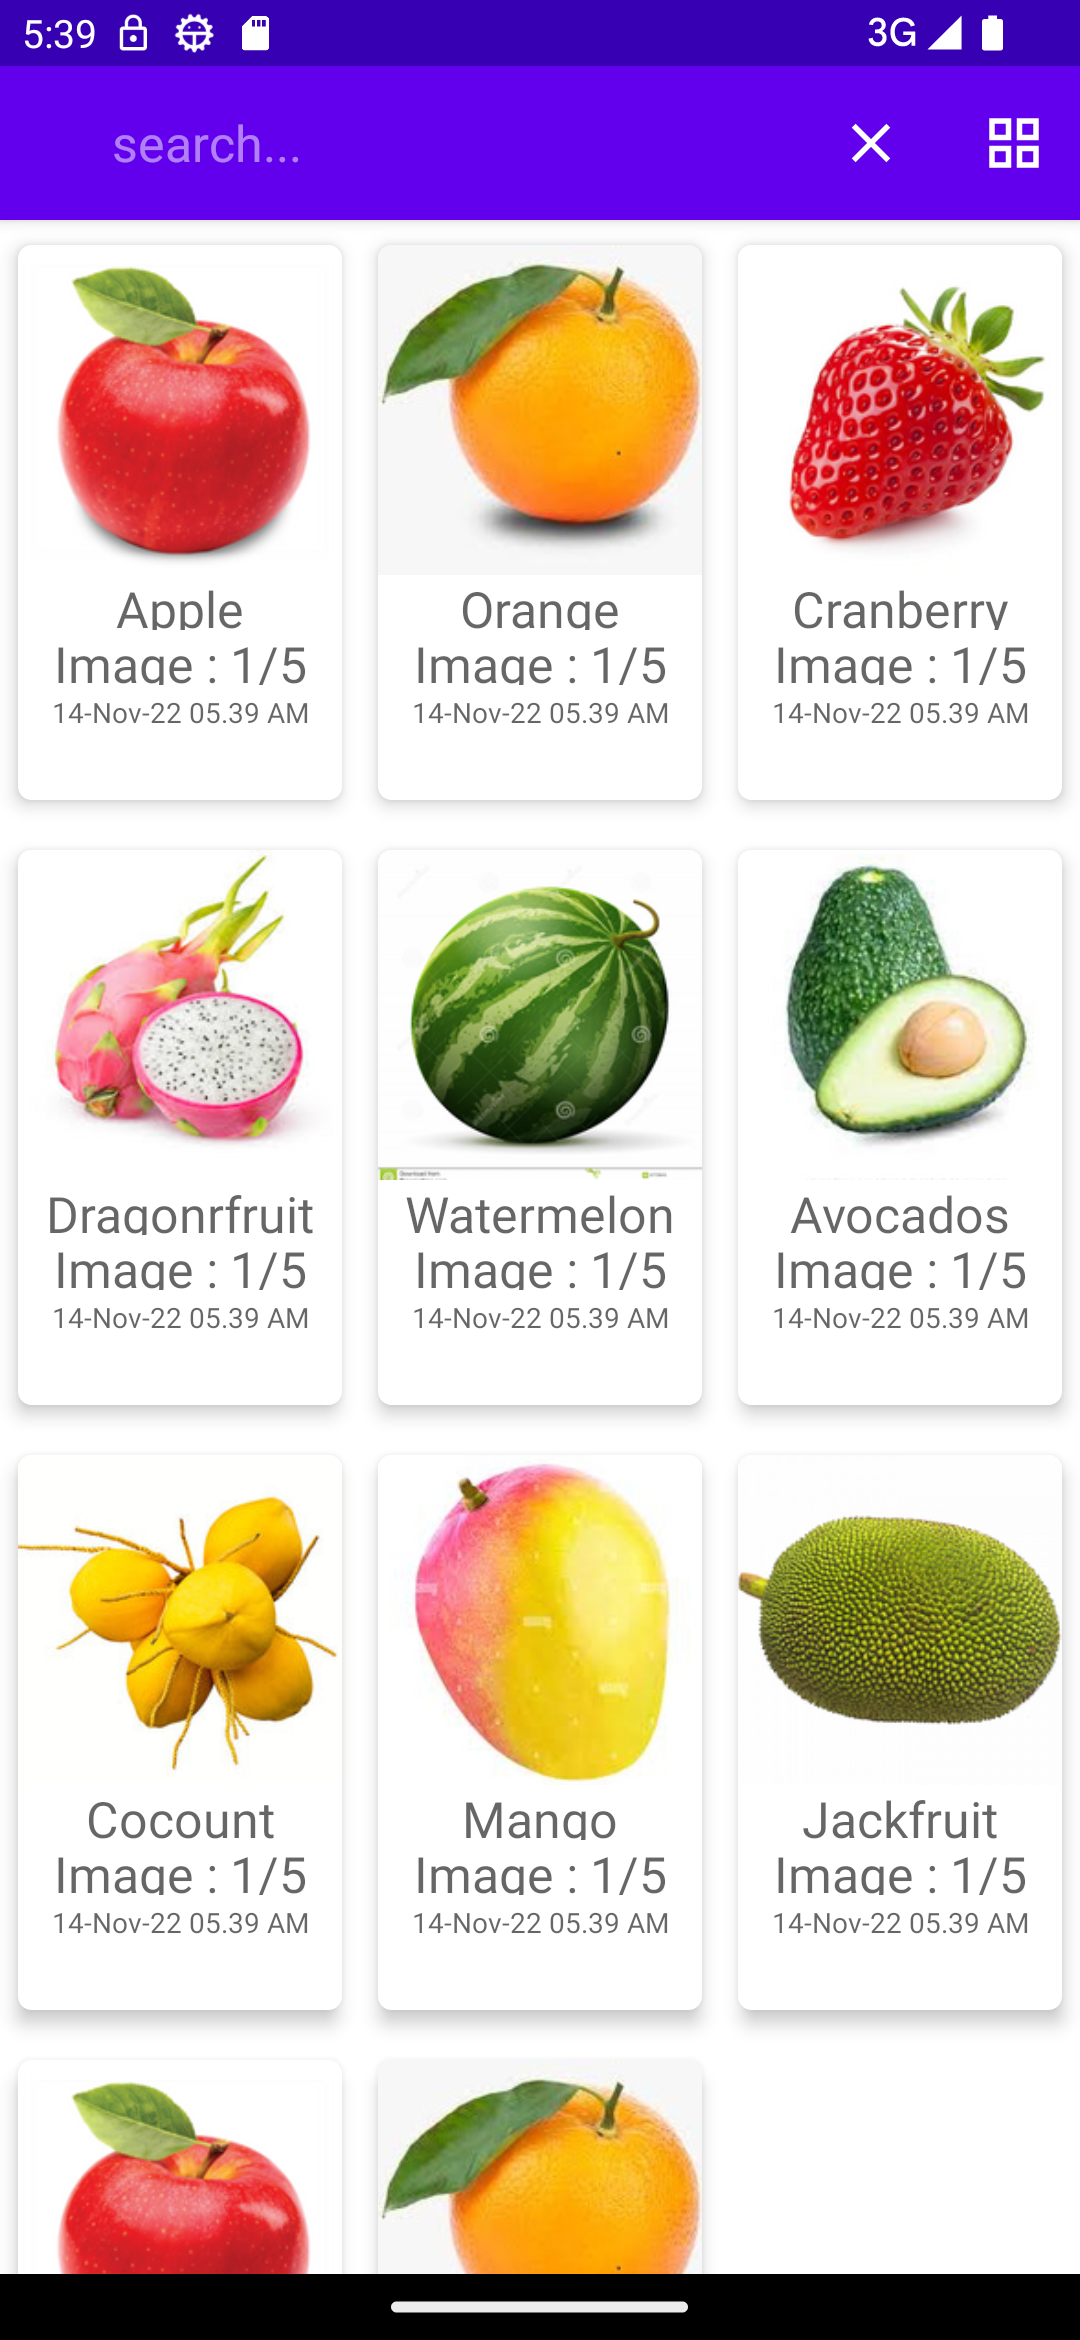 5:39 3G
search...
Apple Orange Cranberry
Image : 1/5 Image : 1/5 Image : 1/5
14-Nov-22 05.39 AM 14-Nov-22 05.39 AM 14-Nov-22 05.39 AM
Dragonrfruit Watermelon Avocados
Image : 1/5 Image : 1/5 Image : 1/5
14-Nov-22 05.39 AM 14-Nov-22 05.39 AM 14-Nov-22 05.39 AM
Cocount Mango Jackfruit
Image : 1/5 Image : 1/5 Image : 1/5
14-Nov-22 05.39 AM 14-Nov-22 05.39 AM 14-Nov-22 05.39 AM